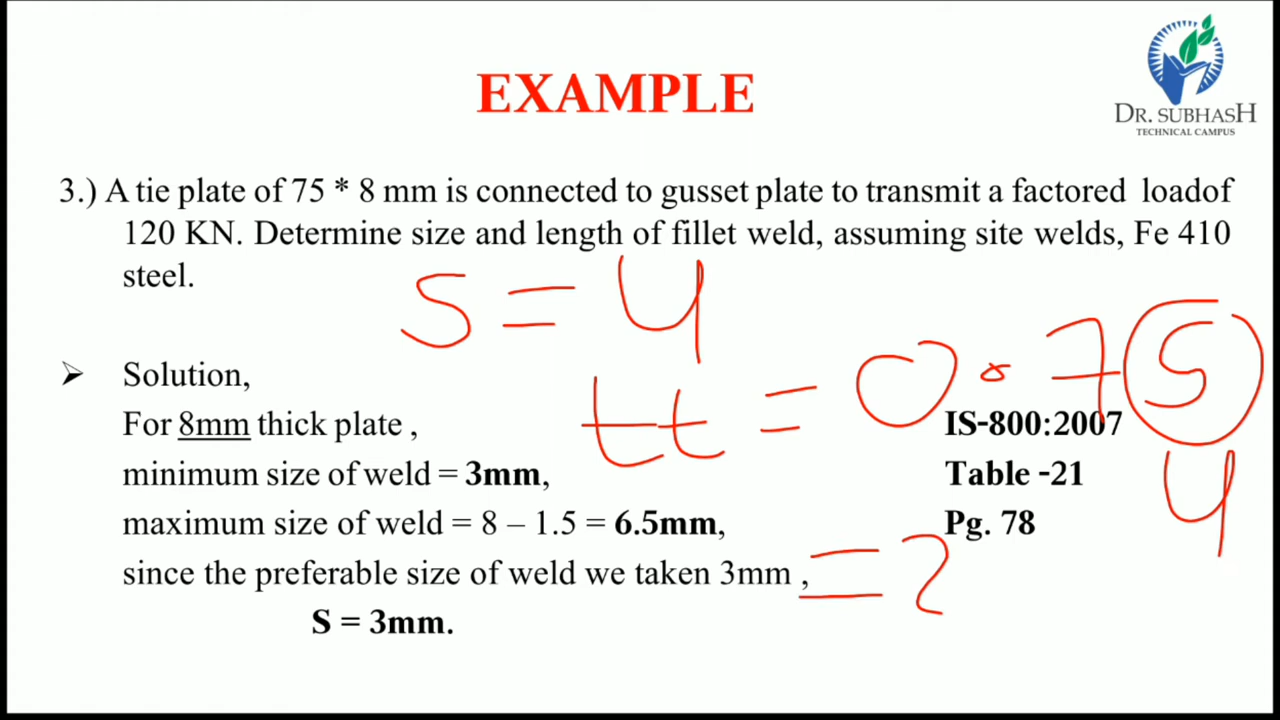 EXAMPLE
DR. SUBHASH
TECHNICAL CAMPUS
3.) A tie plate of 75 * 8 mm is connected to gusset plate to transmit a factored loadof
120 KN. Determine size and length of fillet weld, assuming site welds, Fe 410
steel.
S = 4
tt = 0.7 S
4
= 2
➢ Solution,
For 8mm thick plate ,
minimum size of weld = 3mm,
maximum size of weld = 8 – 1.5 = 6.5mm,
since the preferable size of weld we taken 3mm ,
S = 3mm.
IS-800:2007
Table -21
Pg. 78